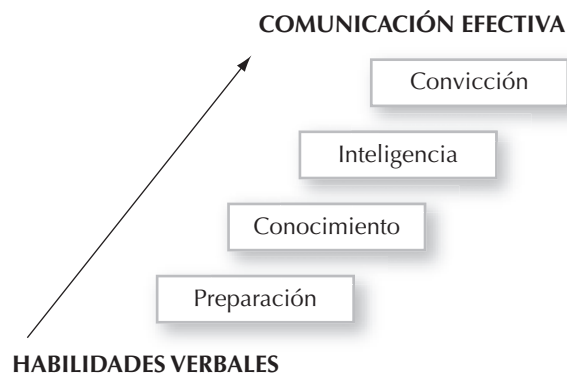 COMUNICACIÓN EFECTIVA
Convicción
Inteligencia
Conocimiento
Preparación
HABILIDADES VERBALES